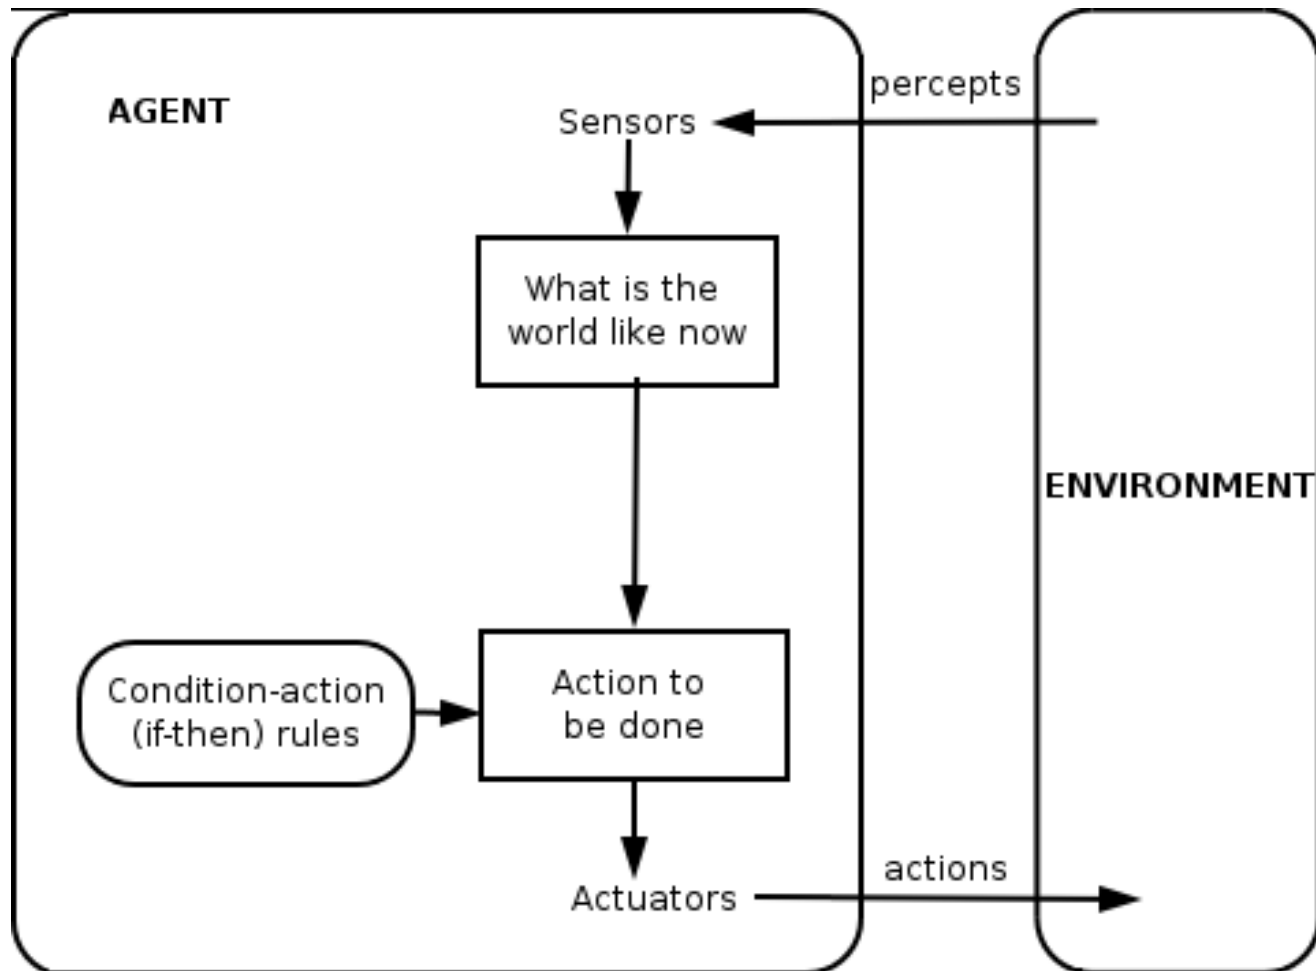 AGENT
percepts
Sensors
What is the
world like now
ENVIRONMENT
Condition-action
(if-then) rules
Action to
be done
actions
Actuators